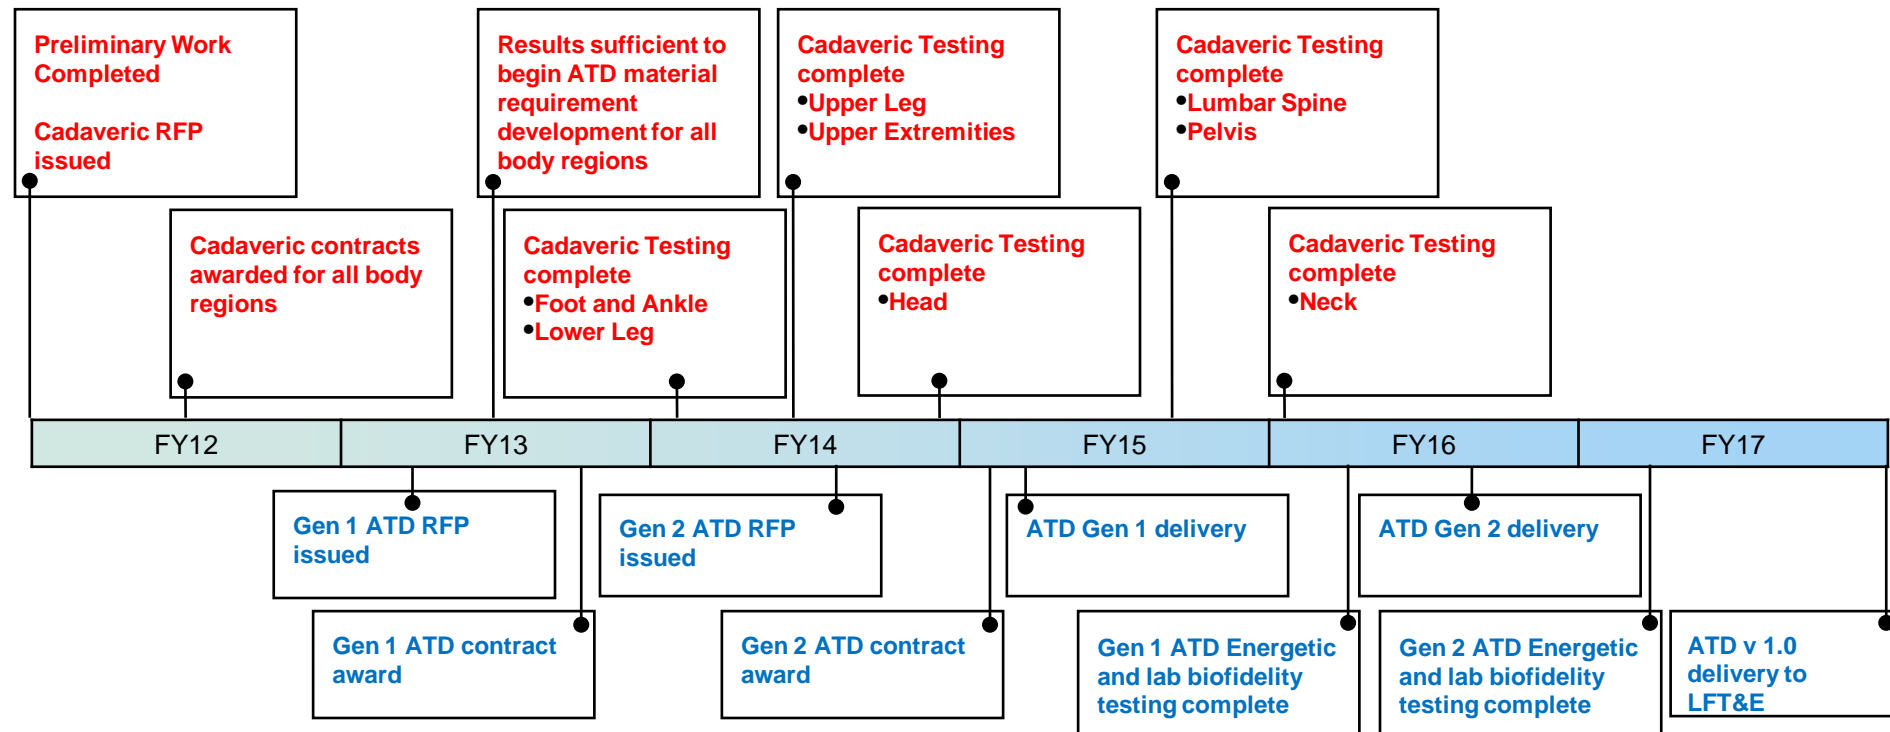 Preliminary Work
Completed
Cadaveric RFP
issued
Results sufficient to
begin ATD material
requirement
development for all
body regions
Cadaveric Testing
complete
•Upper Leg
•Upper Extremities
Cadaveric Testing
complete
•Lumbar Spine
•Pelvis
Cadaveric contracts
awarded for all body
regions
Cadaveric Testing
complete
•Foot and Ankle
•Lower Leg
Cadaveric Testing
complete
•Head
Cadaveric Testing
complete
•Neck
FY12
FY13
FY14
FY15
FY16
FY17
Gen 1 ATD RFP
issued
Gen 2 ATD RFP
issued
ATD Gen 1 delivery
ATD Gen 2 delivery
Gen 1 ATD contract
award
Gen 2 ATD contract
award
Gen 1 ATD Energetic
and lab biofidelity
testing complete
Gen 2 ATD Energetic
and lab biofidelity
testing complete
ATD v 1.0
delivery to
LFT&E